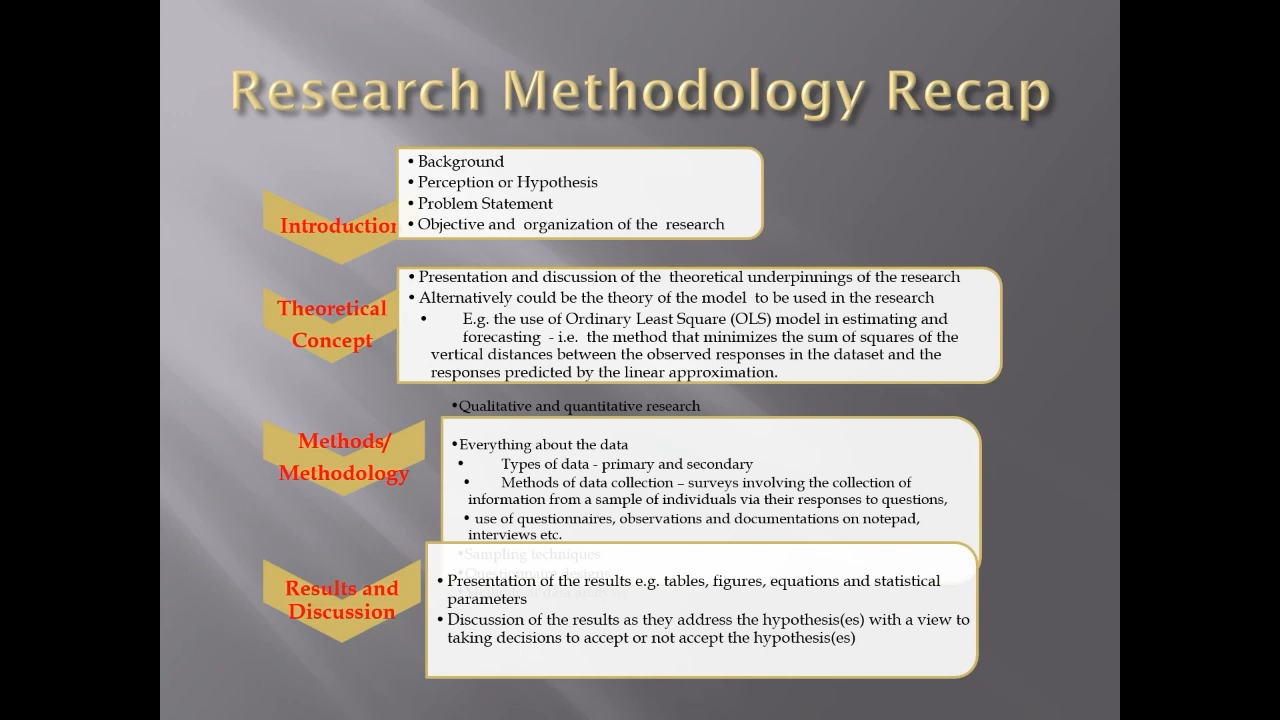 Research Methodology Recap
Introduction
• Background
• Perception or Hypothesis
• Problem Statement
• Objective and organization of the research
Theoretical
Concept
• Presentation and discussion of the theoretical underpinnings of the research
• Alternatively could be the theory of the model to be used in the research
• E.g. the use of Ordinary Least Square (OLS) model in estimating and
forecasting - i.e. the method that minimizes the sum of squares of the
vertical distances between the observed responses in the dataset and the
responses predicted by the linear approximation.
Methods/
Methodology
•Qualitative and quantitative research
•Everything about the data
• Types of data - primary and secondary
• Methods of data collection – surveys involving the collection of
information from a sample of individuals via their responses to questions,
• use of questionnaires, observations and documentations on notepad,
interviews etc.
•Sampling techniques
Results and
Discussion
• Presentation of the results e.g. tables, figures, equations and statistical
parameters
• Discussion of the results as they address the hypothesis(es) with a view to
taking decisions to accept or not accept the hypothesis(es)